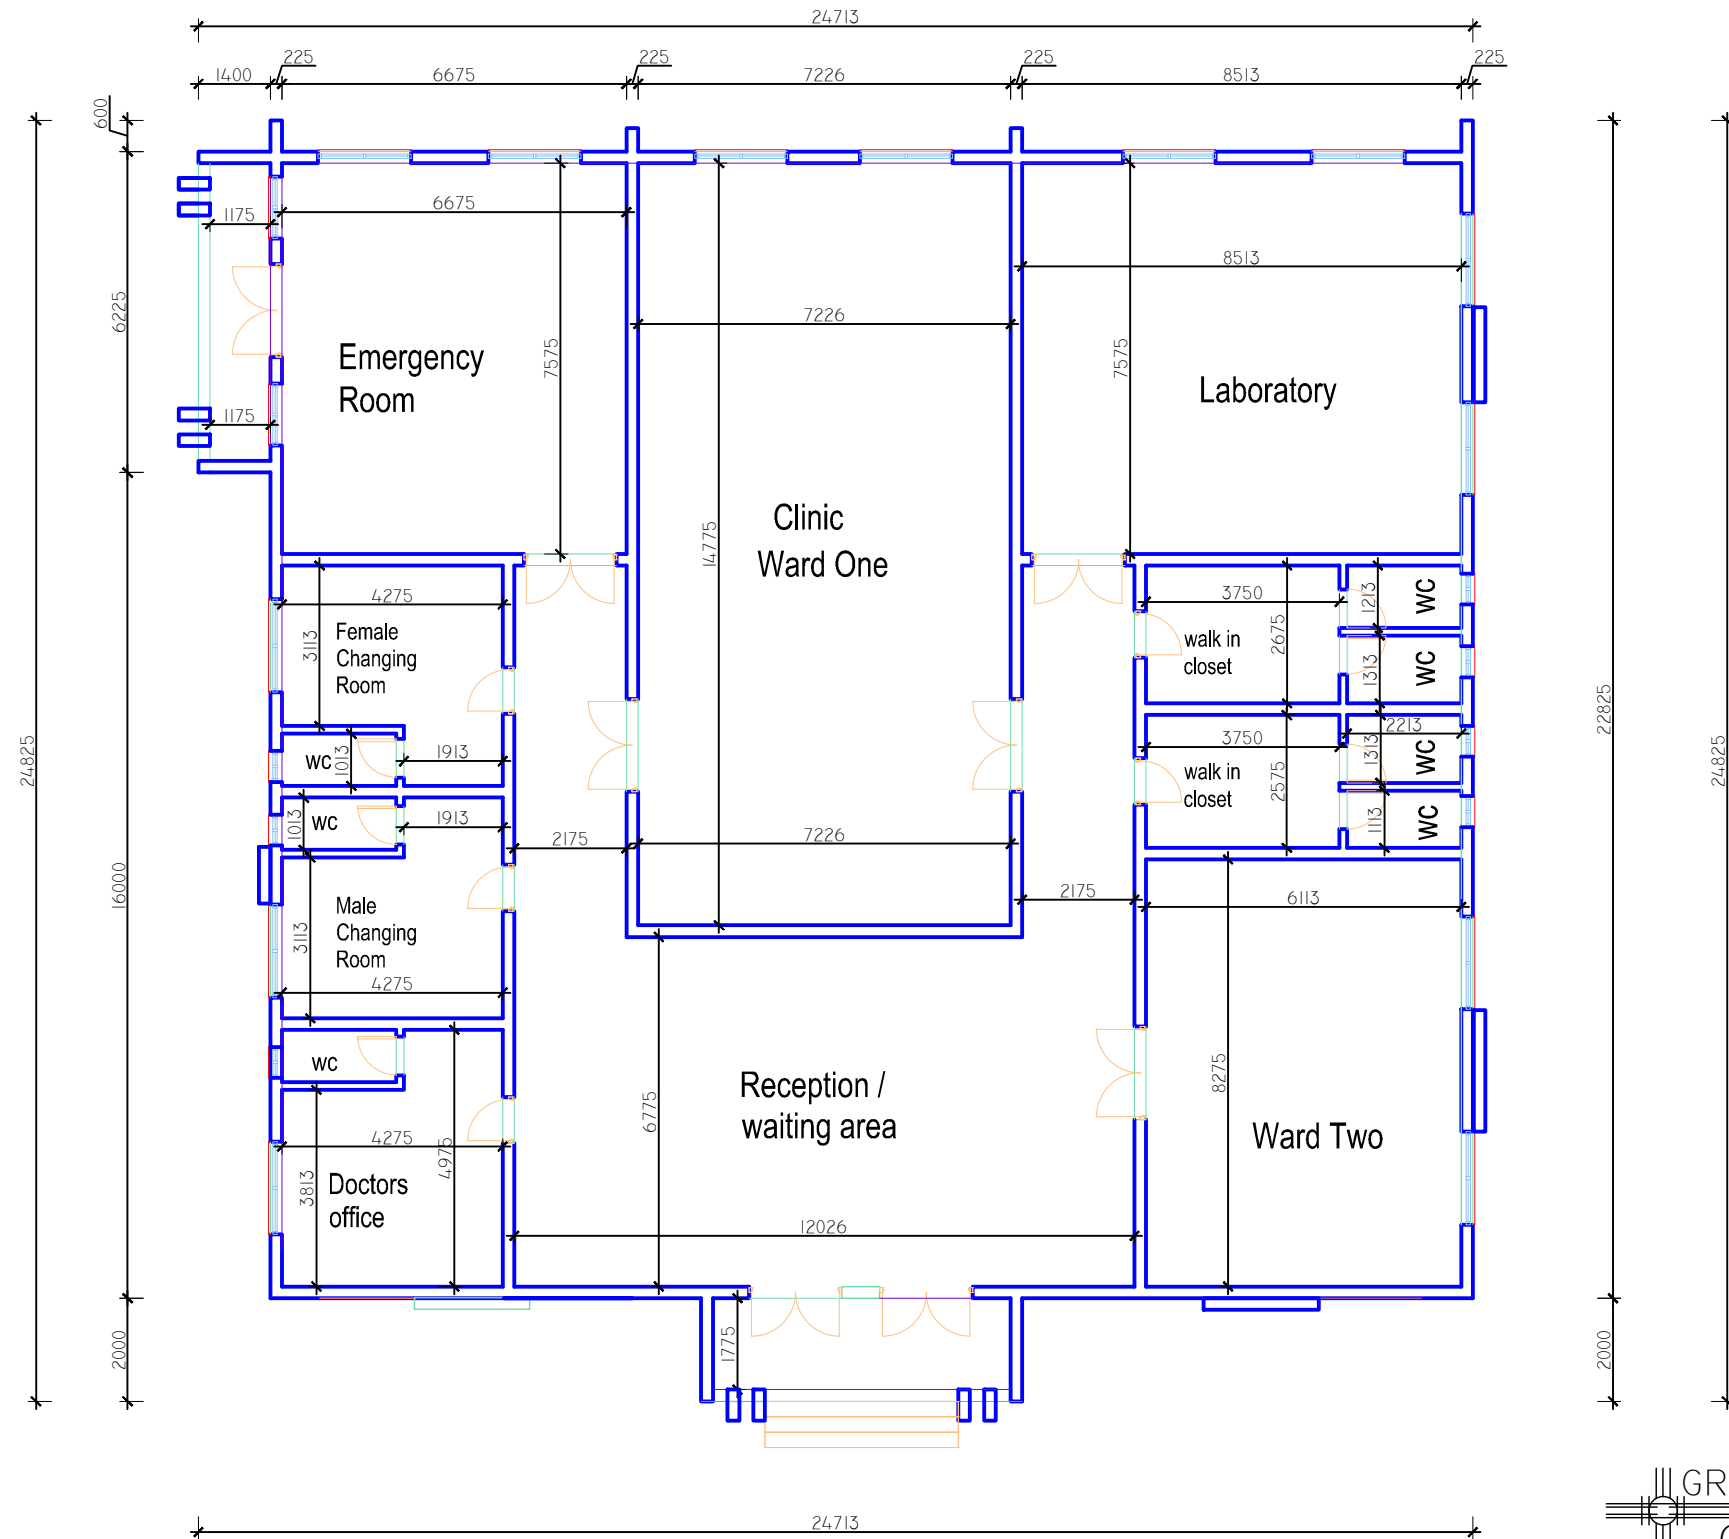 24713
225
225
225
225
1400
6675
7226
8513
600
6675
1175
8513
6225
7226
7575
7575
Emergency
Room
Laboratory
1175
Clinic
Ward One
14775
4275
3750
1213
WC
Female
Changing
Room
3113
walk in
closet
2675
1313
WC
22825
24825
24825
2213
WC
1013
1913
3750
1313
WC
walk in
closet
2575
WC
1013
1913
2175
7226
1113
WC
16000
2175
6113
Male
Changing
Room
3113
4275
WC
8275
Reception /
waiting area
6775
4275
4975
Ward Two
3813
Doctors
office
12026
2000
1775
2000
GR
24713